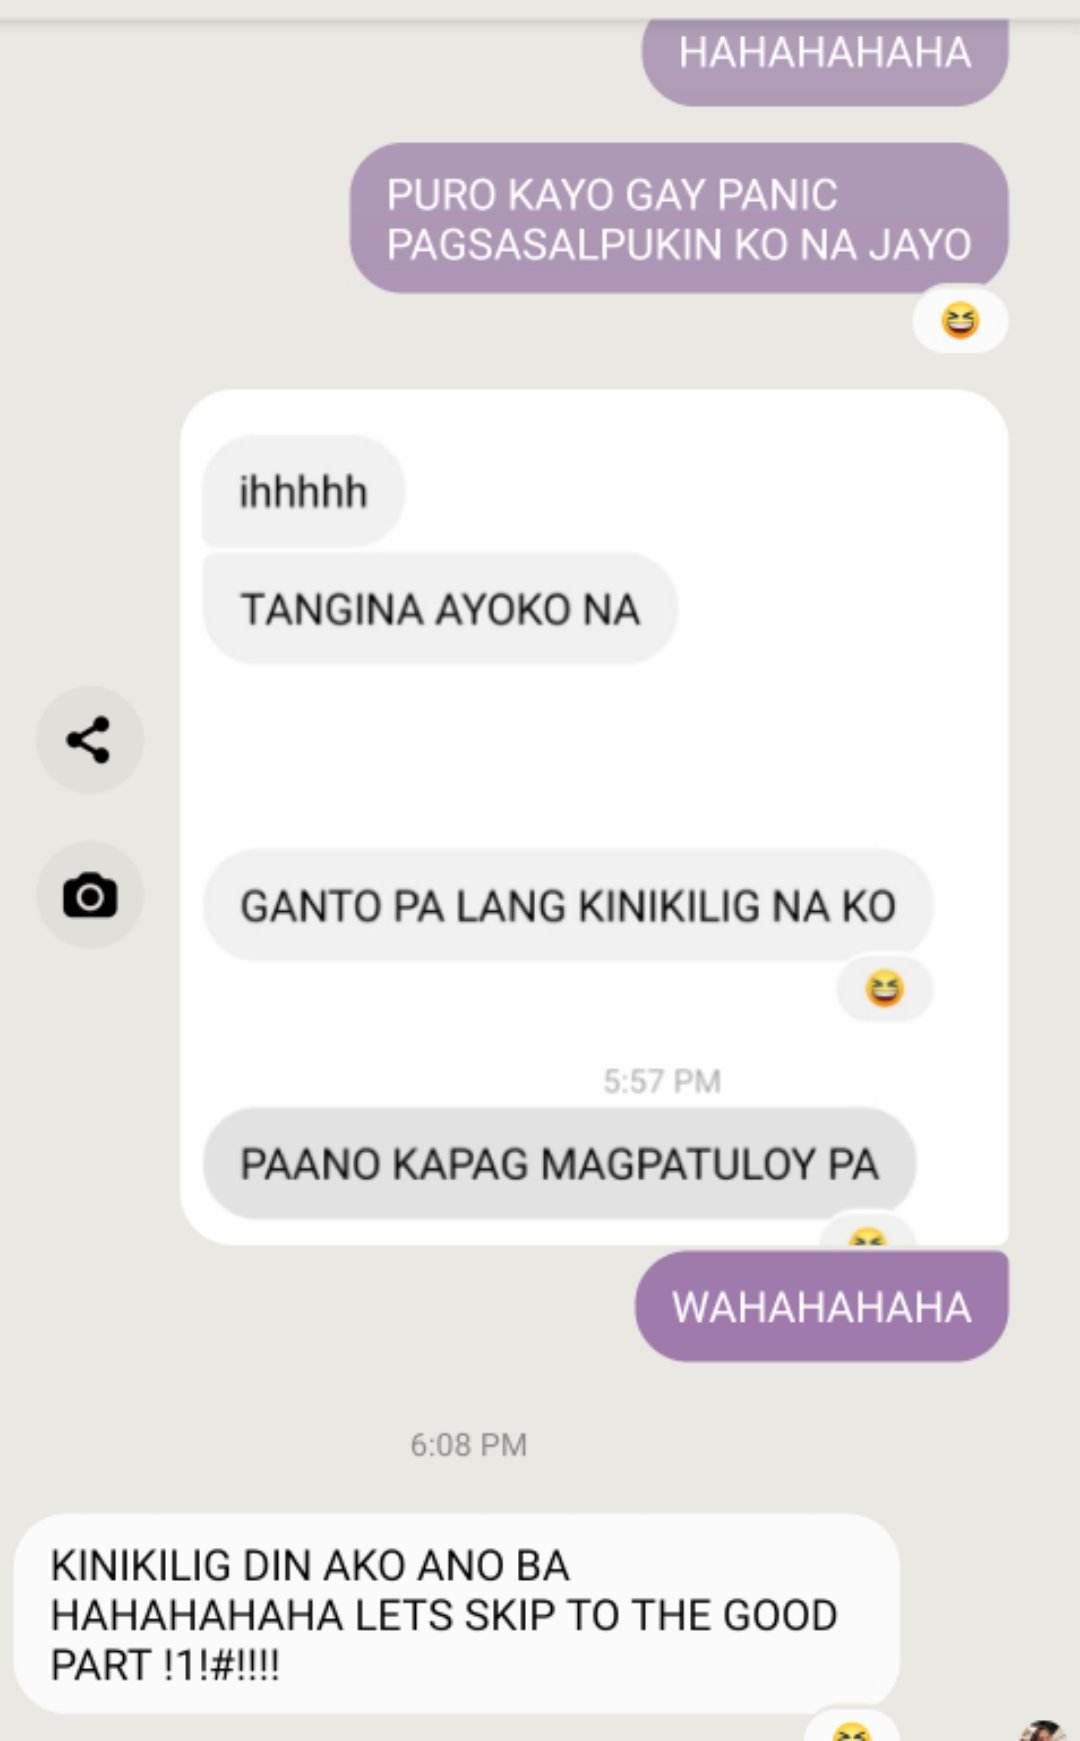 HAHAHAHAHA
PURO KAYO GAY PANIC
PAGSASALPUKIN KO NA JAYO
ihhhhh
TANGINA AYOKO NA
GANTO PA LANG KINIKILIG NA KO
5:57 PM
PAANO KAPAG MAGPATULOY PA
WAHAHAHAHA
6:08 PM
KINIKILIG DIN AKO ANO BA
HAHAHAHAHA LETS SKIP TO THE GOOD
PART !1!#!!!!